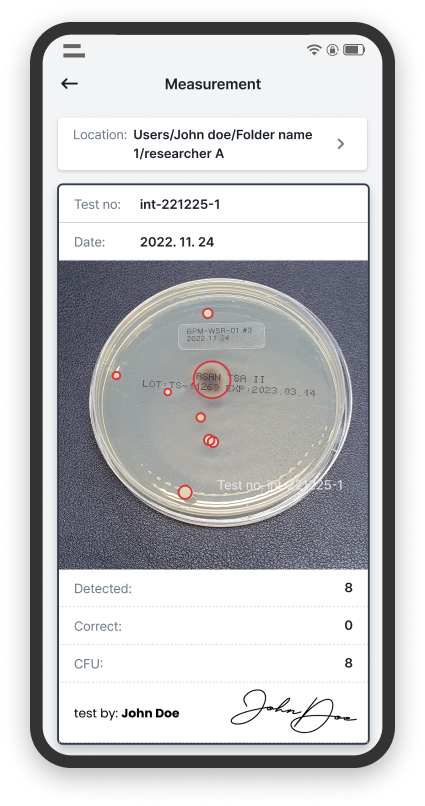 Measurement
Location: Users/John doe/Folder name
1/researcher A
Test no: int-221225-1
Date: 2022. 11. 24
BPM-WSR-01 #3
2022.11.24
ASAN TSA II
LOT:TS-11269 EXP:2023.03.14
Test no. int-221225-1
Detected: 8
Correct: 0
CFU: 8
test by: John Doe John Doe